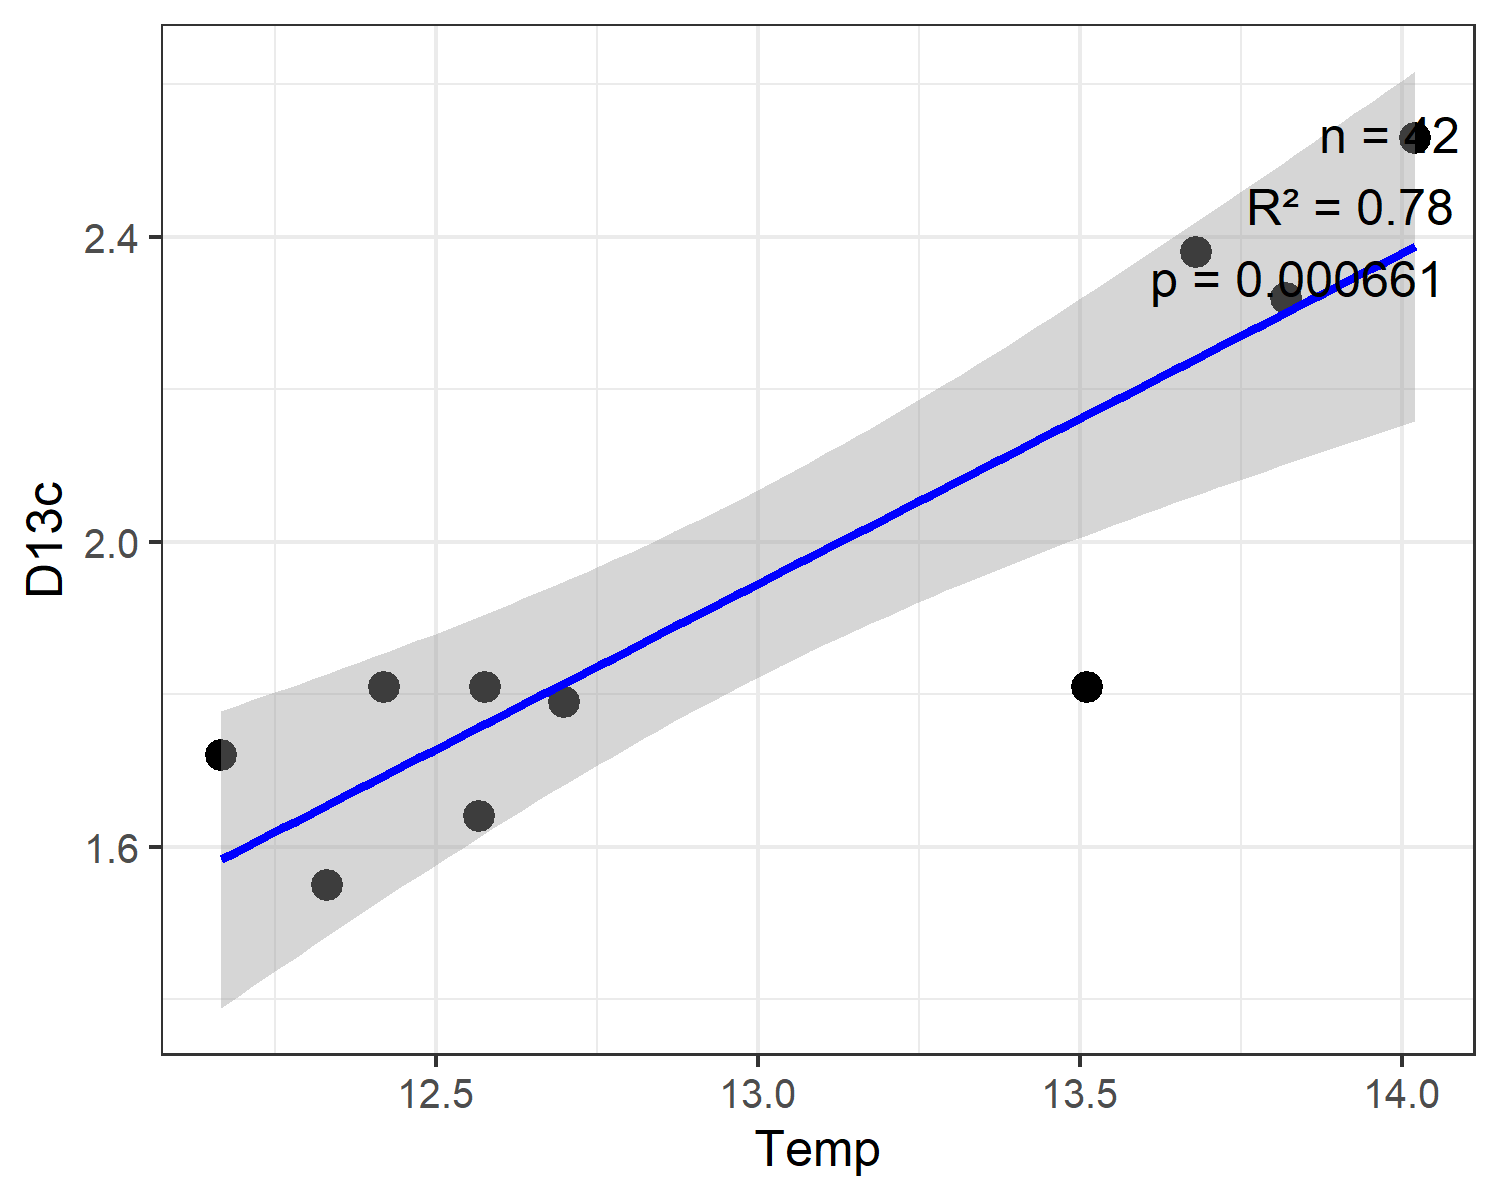 n = 42
R² = 0.78
p = 0.000661
2.4
2.0
1.6
D13c
12.5 13.0 13.5 14.0
Temp